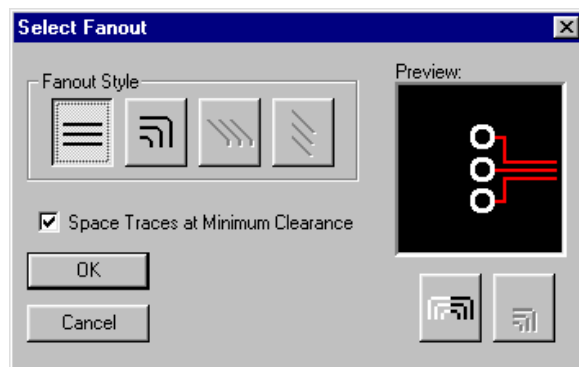 Select Fanout
Fanout Style
Preview:
Space Traces at Minimum Clearance
OK
Cancel